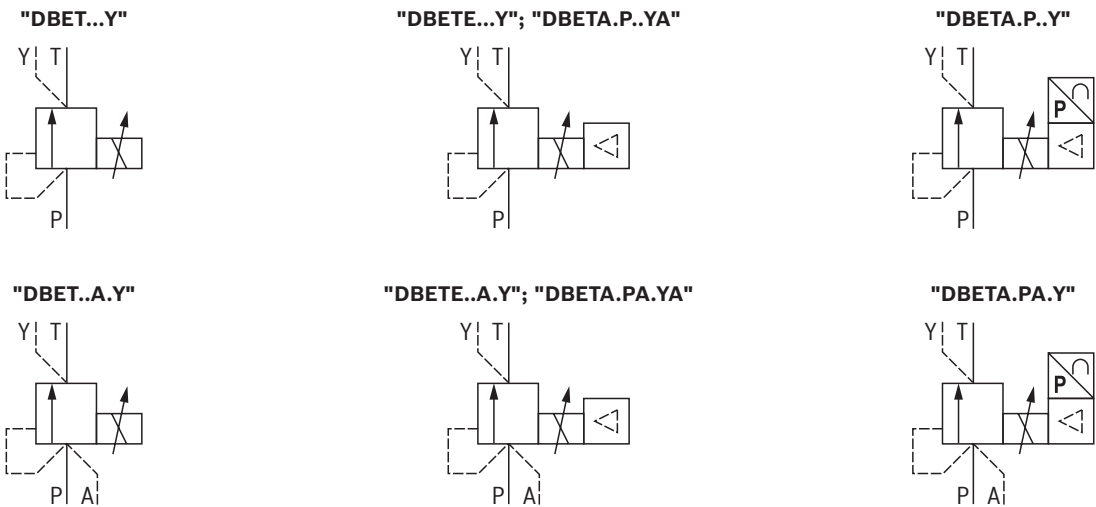 "DBET...Y" "DBETE...Y"; "DBETA.P..YA" "DBETA.P..Y"
Y T Y T Y T
P
P P P
"DBET..A.Y" "DBETE..A.Y"; "DBETA.PA.YA" "DBETA.PA.Y"
Y T Y T Y T
P
P A P A P A